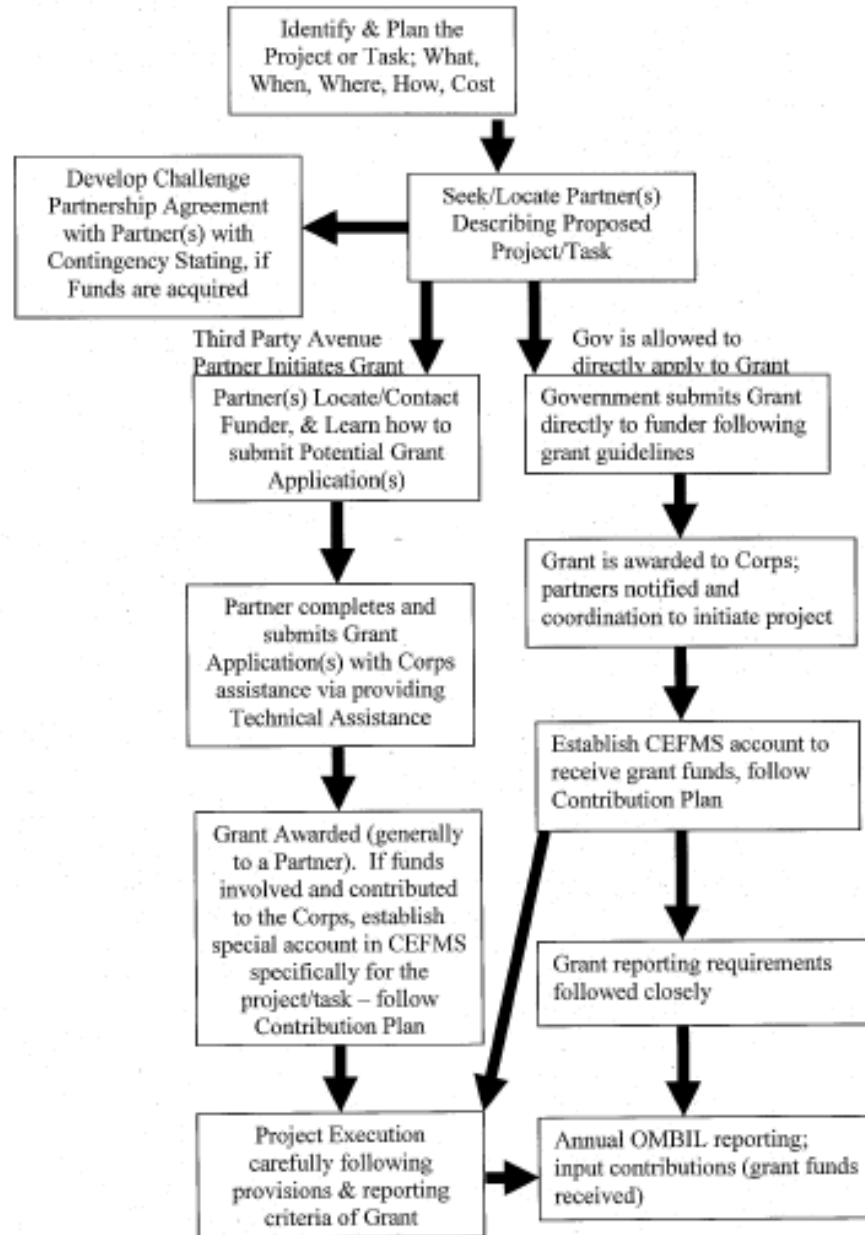 Identify & Plan the
Project or Task; What,
When, Where, How, Cost
Develop Challenge
Partnership Agreement
with Partner(s) with
Contingency Stating, if
Funds are acquired
Seek/Locate Partner(s)
Describing Proposed
Project/Task
Third Party Avenue
Partner Initiates Grant
Gov is allowed to
directly apply to Grant
Partner(s) Locate/Contact
Funder, & Learn how to
submit Potential Grant
Application(s)
Government submits Grant
directly to funder following
grant guidelines
Grant is awarded to Corps;
partners notified and
coordination to initiate project
Partner completes and
submits Grant
Application(s) with Corps
assistance via providing
Technical Assistance
Establish CEFMS account to
receive grant funds, follow
Contribution Plan
Grant Awarded (generally
to a Partner). If funds
involved and contributed
to the Corps, establish
special account in CEFMS
specifically for the
project/task – follow
Contribution Plan
Grant reporting requirements
followed closely
Project Execution
carefully following
provisions & reporting
criteria of Grant
Annual OMBIL reporting;
input contributions (grant funds
received)